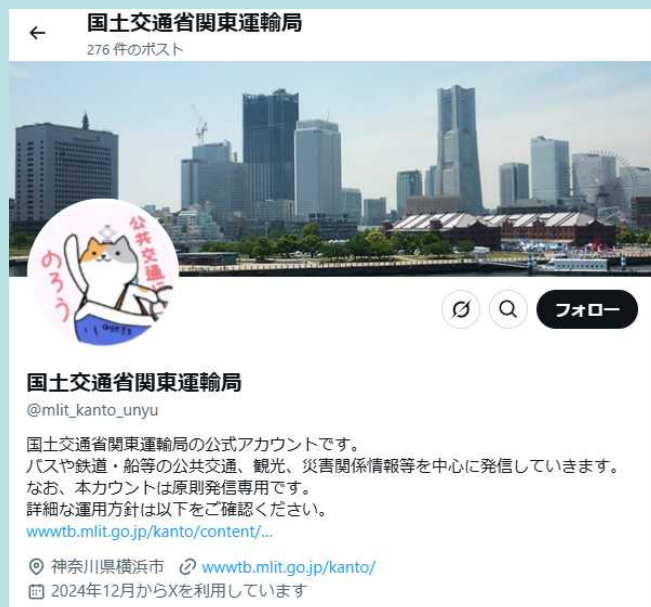 国土交通省関東運輸局
276 件のポスト
公共交通に
のろう
フォロー
国土交通省関東運輸局
@mlit_kanto_unyu
国土交通省関東運輸局の公式アカウントです。
バスや鉄道・船等の公共交通、観光、災害関係情報等を中心に発信していきます。
なお、本カウントは原則発信専用です。
詳細な運用方針は以下をご確認ください。
wwwtb.mlit.go.jp/kanto/content/…
神奈川県横浜市 wwwtb.mlit.go.jp/kanto/
2024年12月からXを利用しています